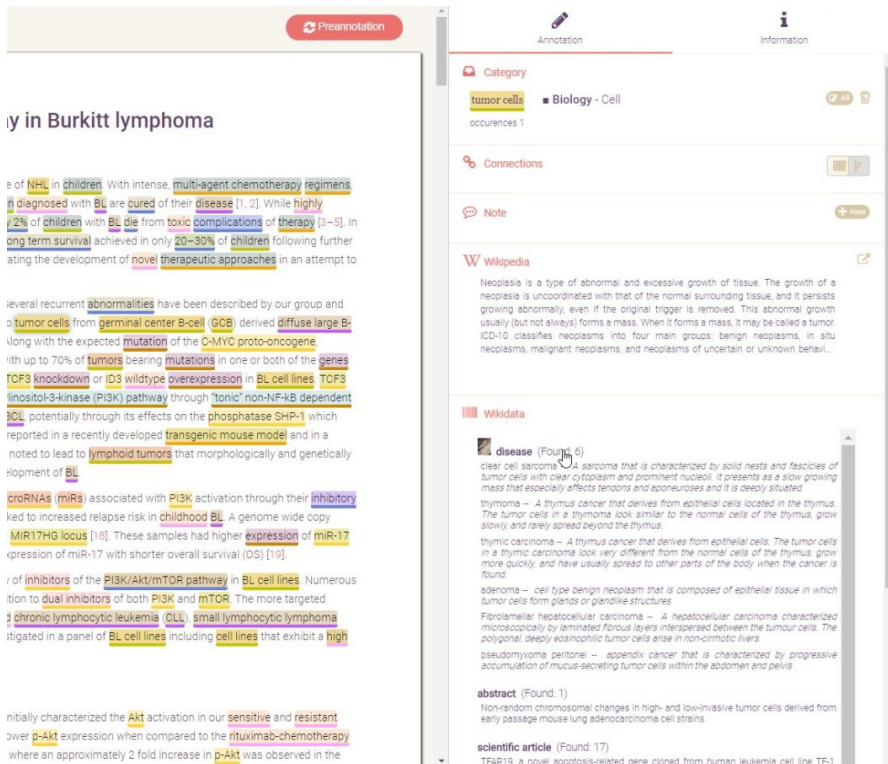 Preannotation
y in Burkitt lymphoma
e of NHL in children. With intense, multi-agent chemotherapy regimens,
n diagnosed with BL are cured of their disease [1, 2]. While highly
y 2% of children with BL die from toxic complications of therapy [3–5]. In
ong term survival achieved in only 20–30% of children following further
ating the development of novel therapeutic approaches in an attempt to
several recurrent abnormalities have been described by our group and
o tumor cells from germinal center B-cell (GCB) derived diffuse large B-
Along with the expected mutation of the C-MYC proto-oncogene,
ith up to 70% of tumors bearing mutations in one or both of the genes
TCF3 knockdown or ID3 wildtype overexpression in BL cell lines. TCF3
ylinositol-3-kinase (PI3K) pathway through "tonic" non-NF-kB dependent
BCL, potentially through its effects on the phosphatase SHP-1 which
reported in a recently developed transgenic mouse model and in a
noted to lead to lymphoid tumors that morphologically and genetically
elopment of BL.
croRNAs (miRs) associated with PI3K activation through their inhibitory
ked to increased relapse risk in childhood BL. A genome wide copy
MIR17HG locus [18]. These samples had higher expression of miR-17
xpression of miR-17 with shorter overall survival (OS) [19].
y of inhibitors of the PI3K/Akt/mTOR pathway in BL cell lines. Numerous
ition to dual inhibitors of both PI3K and mTOR. The more targeted
d chronic lymphocytic leukemia (CLL), small lymphocytic lymphoma
stigated in a panel of BL cell lines including cell lines that exhibit a high
initially characterized the Akt activation in our sensitive and resistant
ower p-Akt expression when compared to the rituximab-chemotherapy
where an approximately 2 fold increase in p-Akt was observed in the
Annotation
Information
Category
tumor cells ■ Biology - Cell
All
occurences 1
Connections
Note
+ New
W Wikipedia
Neoplasia is a type of abnormal and excessive growth of tissue. The growth of a
neoplasia is uncoordinated with that of the normal surrounding tissue, and it persists
growing abnormally, even if the original trigger is removed. This abnormal growth
usually (but not always) forms a mass. When it forms a mass, it may be called a tumor.
ICD-10 classifies neoplasms into four main groups: benign neoplasms, in situ
neoplasms, malignant neoplasms, and neoplasms of uncertain or unknown behavi...
Wikidata
disease (Found: 6)
clear cell sarcoma -- A sarcoma that is characterized by solid nests and fascicles of
tumor cells with clear cytoplasm and prominent nucleoli. It presents as a slow growing
mass that especially affects tendons and aponeuroses and it is deeply situated.
thymoma -- A thymus cancer that derives from epithelial cells located in the thymus.
The tumor cells in a thymoma look similar to the normal cells of the thymus, grow
slowly, and rarely spread beyond the thymus.
thymic carcinoma -- A thymus cancer that derives from epithelial cells. The tumor cells
in a thymic carcinoma look very different from the normal cells of the thymus, grow
more quickly, and have usually spread to other parts of the body when the cancer is
found.
adenoma -- cell type benign neoplasm that is composed of epithelial tissue in which
tumor cells form glands or glandlike structures
Fibrolamellar hepatocellular carcinoma -- A hepatocellular carcinoma characterized
microscopically by laminated fibrous layers interspersed between the tumour cells. The
polygonal, deeply eosinophilic tumor cells arise in non-cirrhotic livers.
pseudomyxoma peritonei -- appendix cancer that is characterized by progressive
accumulation of mucus-secreting tumor cells within the abdomen and pelvis
abstract (Found: 1)
Non-random chromosomal changes in high- and low-invasive tumor cells derived from
early passage mouse lung adenocarcinoma cell strains
scientific article (Found: 17)
TFAR19, a novel apoptosis-related gene cloned from human leukemia cell line TF-1,